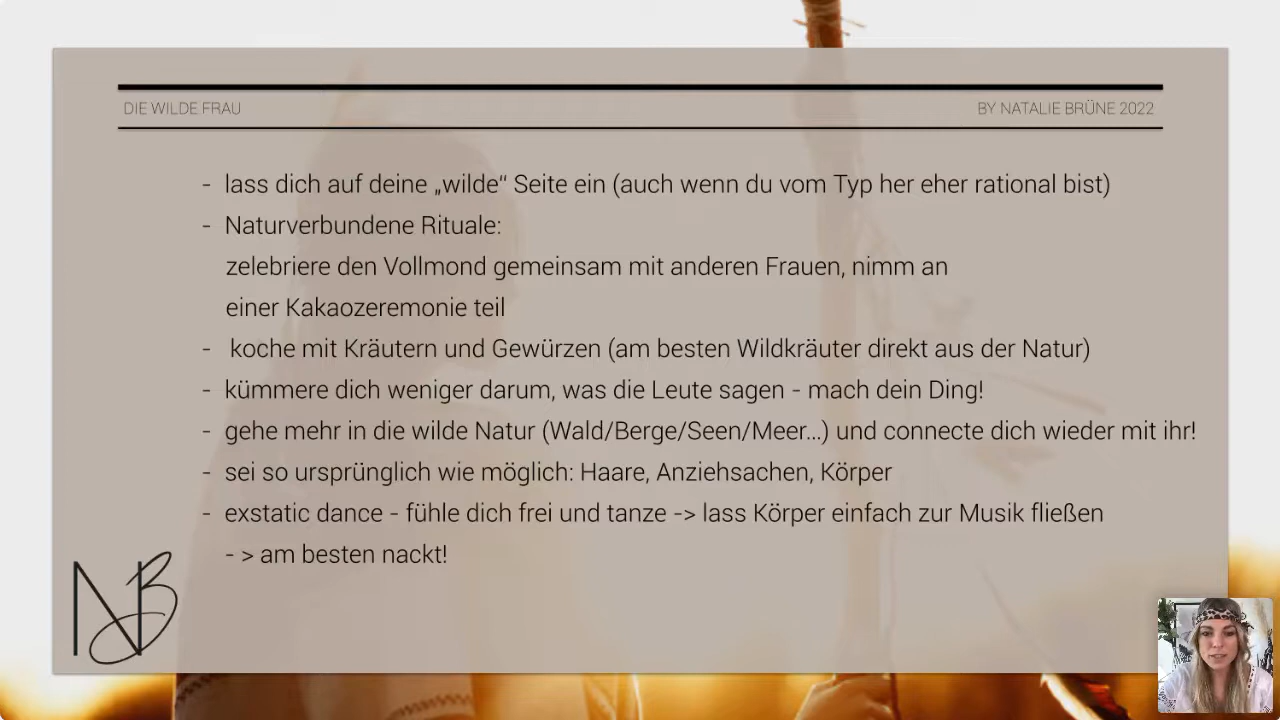 DIE WILDE FRAU
BY NATALIE BRÜNE 2022
- lass dich auf deine „wilde“ Seite ein (auch wenn du vom Typ her eher rational bist)
- Naturverbundene Rituale:
zelebriere den Vollmond gemeinsam mit anderen Frauen, nimm an
einer Kakaozeremonie teil
- koche mit Kräutern und Gewürzen (am besten Wildkräuter direkt aus der Natur)
- kümmere dich weniger darum, was die Leute sagen - mach dein Ding!
- gehe mehr in die wilde Natur (Wald/Berge/Seen/Meer...) und connecte dich wieder mit ihr!
- sei so ursprünglich wie möglich: Haare, Anziehsachen, Körper
- exstatic dance - fühle dich frei und tanze -> lass Körper einfach zur Musik fließen
- > am besten nackt!
NB